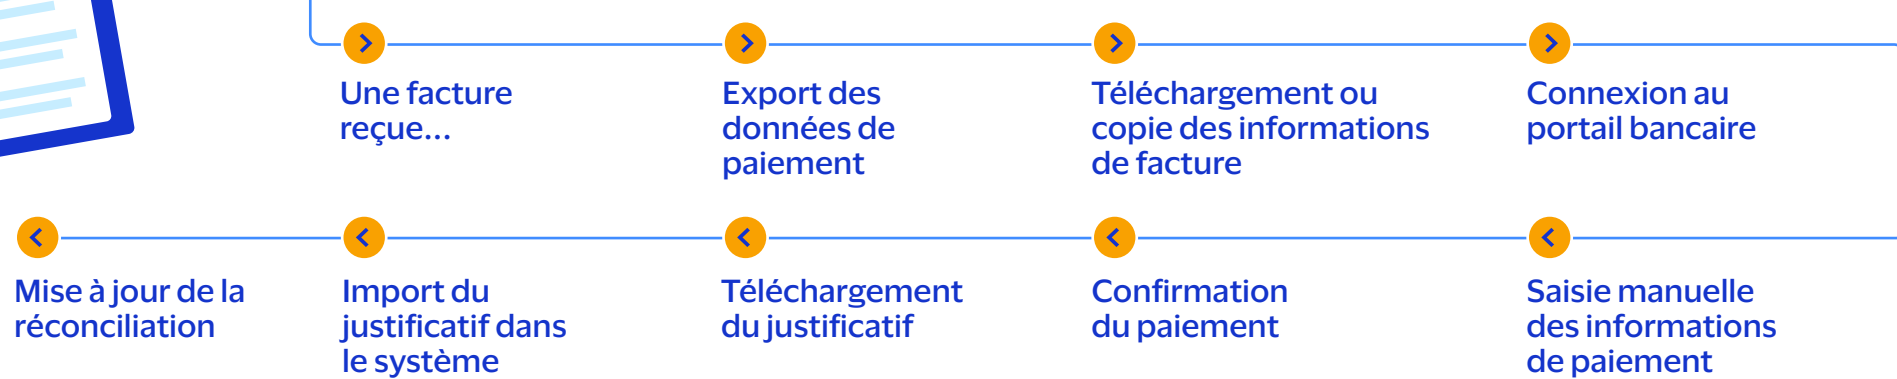 Une facture
reçue...
Export des
données de
paiement
Téléchargement ou
copie des informations
de facture
Connexion au
portail bancaire
Saisie manuelle
des informations
de paiement
Confirmation
du paiement
Téléchargement
du justificatif
Import du
justificatif dans
le système
Mise à jour de la
réconciliation